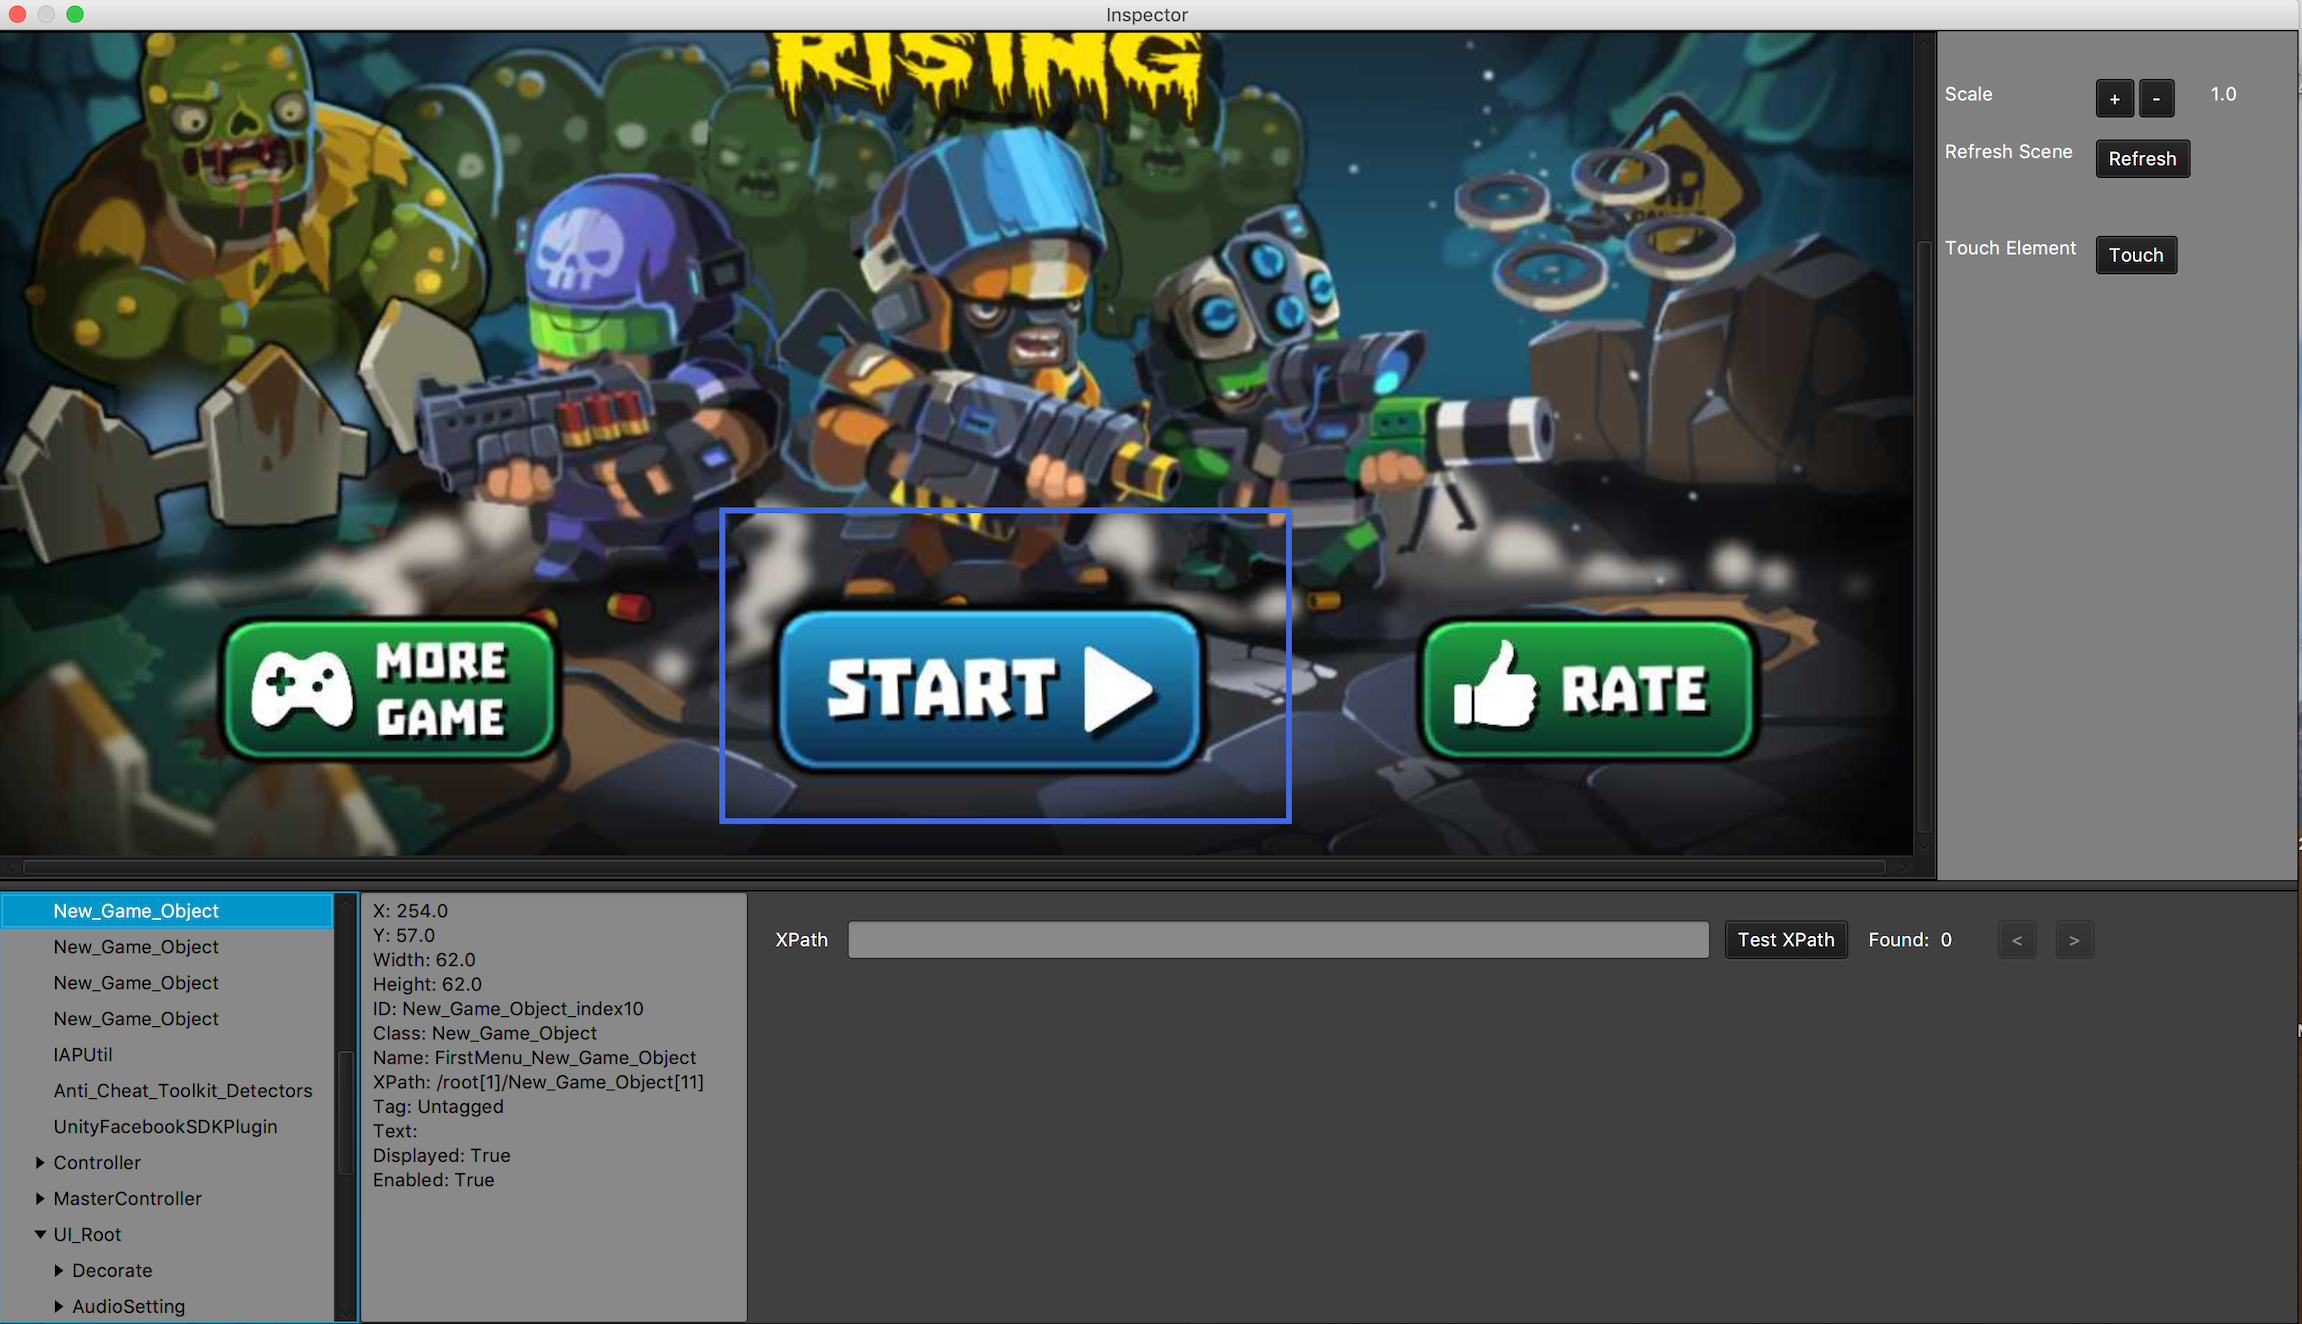 Inspector
RISING
Scale
+
-
1.0
Refresh Scene
Refresh
Touch Element
Touch
MORE
GAME
START
RATE
New_Game_Object
New_Game_Object
New_Game_Object
New_Game_Object
IAPUtil
Anti_Cheat_Toolkit_Detectors
UnityFacebookSDKPlugin
Controller
MasterController
UI_Root
Decorate
AudioSetting
X: 254.0
Y: 57.0
Width: 62.0
Height: 62.0
ID: New_Game_Object_index10
Class: New_Game_Object
Name: FirstMenu_New_Game_Object
XPath: /root[1]/New_Game_Object[11]
Tag: Untagged
Text:
Displayed: True
Enabled: True
XPath
Test XPath
Found: 0
<
>